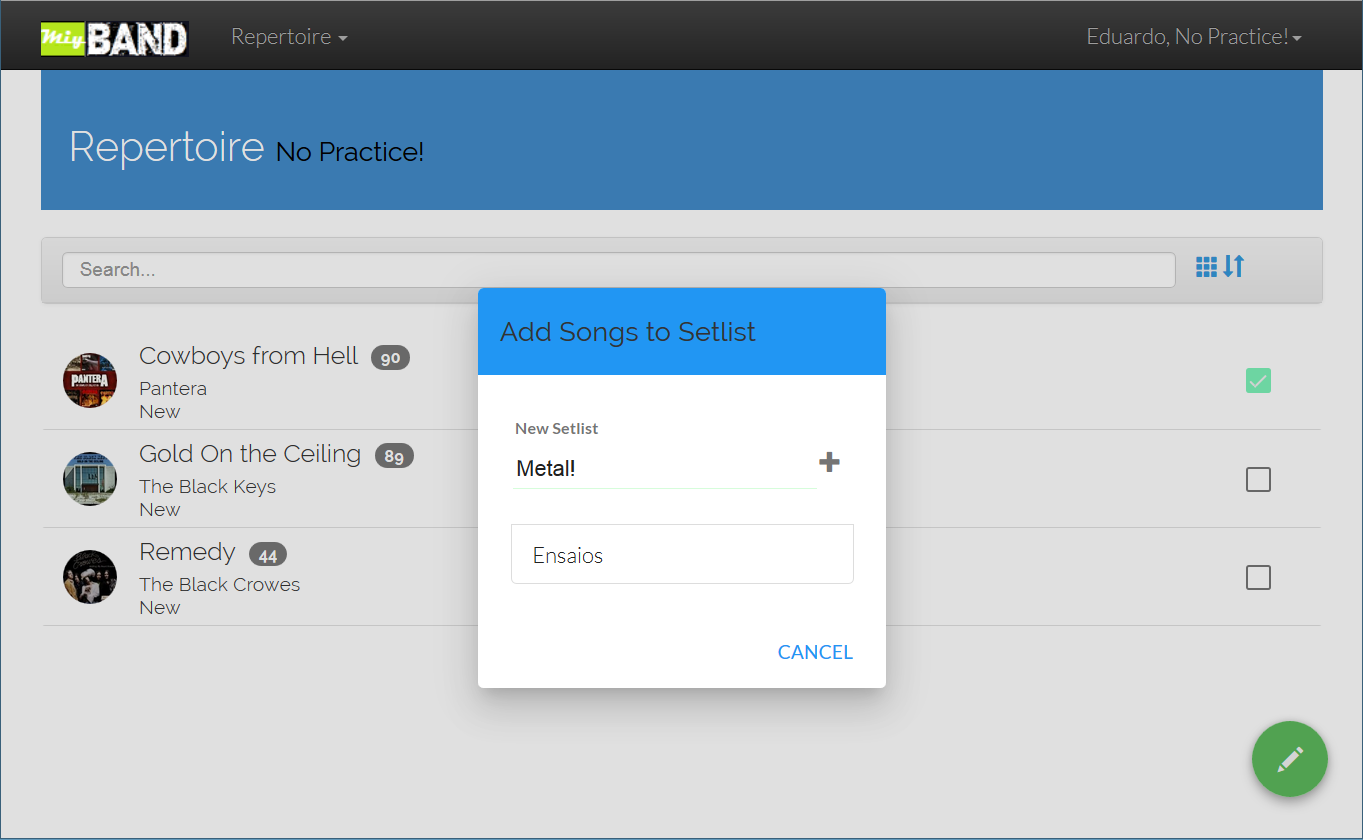 Miy BAND Repertoire Eduardo, No Practice!
Repertoire No Practice!
Search...
Add Songs to Setlist
Cowboys from Hell 90
Pantera
New
New Setlist
Metal!
Gold On the Ceiling 89
The Black Keys
New
Ensaios
Remedy 44
The Black Crowes
New
CANCEL
PANTERA